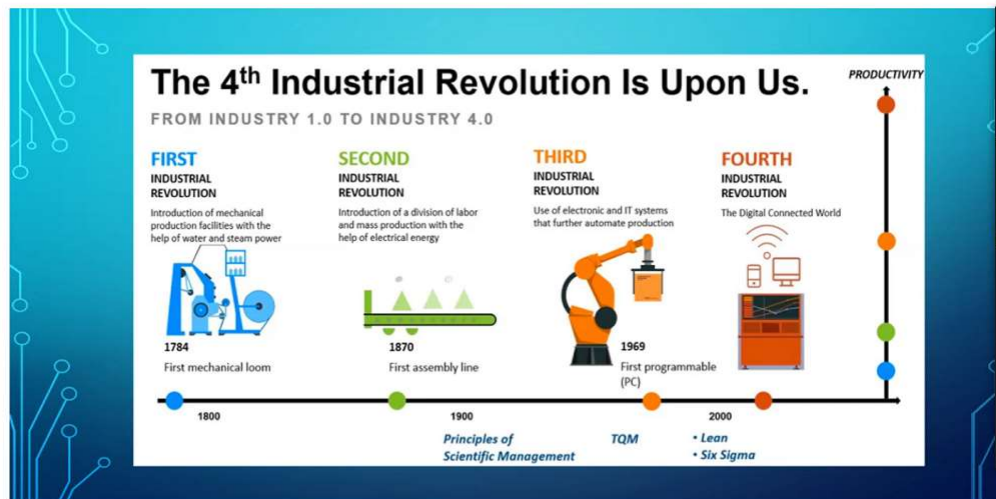 The 4th Industrial Revolution Is Upon Us.
PRODUCTIVITY
FROM INDUSTRY 1.0 TO INDUSTRY 4.0
FIRST
INDUSTRIAL
REVOLUTION
Introduction of mechanical
production facilities with the
help of water and steam power
1784
First mechanical loom
SECOND
INDUSTRIAL
REVOLUTION
Introduction of a division of labor
and mass production with the
help of electrical energy
1870
First assembly line
THIRD
INDUSTRIAL
REVOLUTION
Use of electronic and IT systems
that further automate production
1969
First programmable
(PC)
FOURTH
INDUSTRIAL
REVOLUTION
The Digital Connected World
1800
1900
2000
Principles of
Scientific Management
TQM
• Lean
• Six Sigma